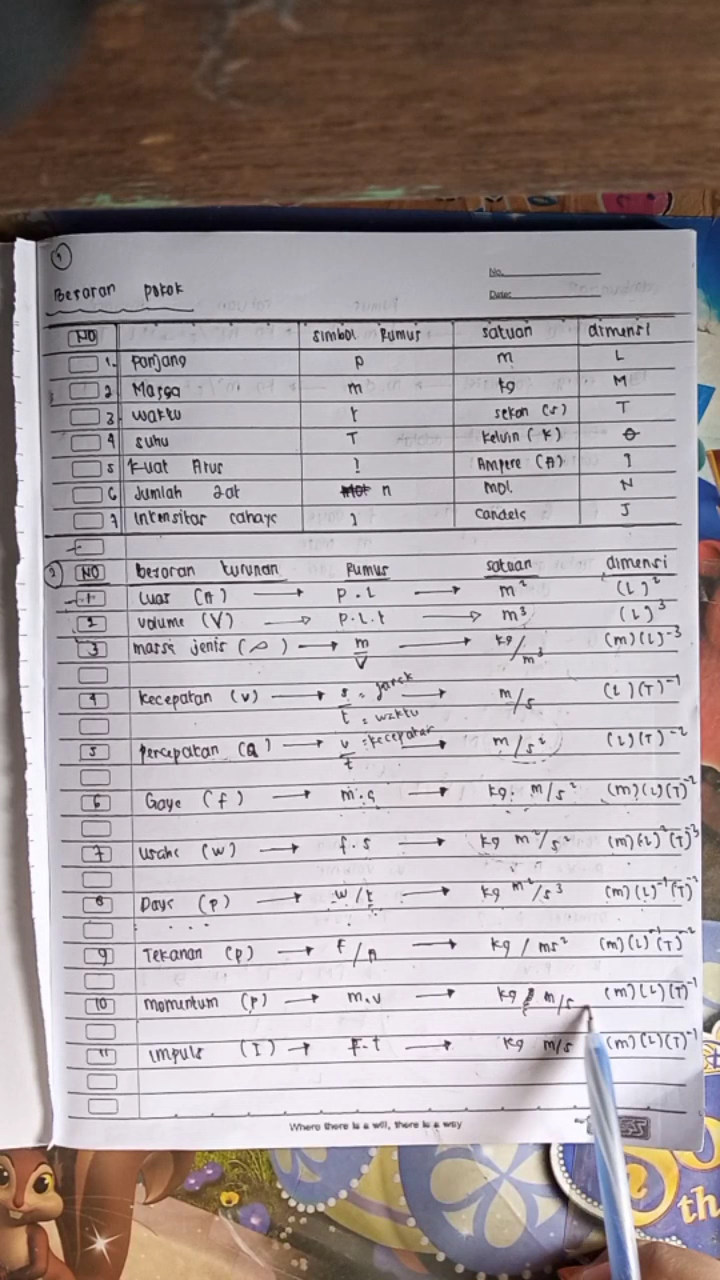 1
No.
Date:
Besaran pokok
NO simbol Rumus satuan dimensi
1. Panjang p m L
2 Massa m kg M
3. waktu t sekon (s) T
4 suhu T kelvin (K) Θ
5 Kuat Arus I Ampere (A) I
6 Jumlah zat n mol N
7 Intensitas cahaya J candela J
2 NO besaran turunan Rumus satuan dimensi
1 Luas (A) → p.L → m² (L)²
2 volume (V) → p.L.t → m³ (L)³
3 massa jenis (ρ) → m/V → kg/m³ (m)(L)⁻³
4 kecepatan (v) → s/t = jarak = waktu → m/s (L)(T)⁻¹
5 percepatan (a) → v/t : kecepatan → m/s² (L)(T)⁻²
6 Gaya (f) → m.a → kg. m/s² (m)(L)(T)⁻²
7 Usaha (w) → f.s → kg m²/s² (m)(L)²(T)³
8 Daya (p) → w/t → kg m²/s³ (m)(L)⁻¹(T)⁻²
9 Tekanan (p) → F/A → kg/ms² (m)(L)⁻¹(T)⁻²
10 momentum (p) → m.v → kg m/s (m)(L)(T)⁻¹
11 impuls (I) → F.t → kg m/s (m)(L)(T)⁻¹
Where there is a will, there is a way
th